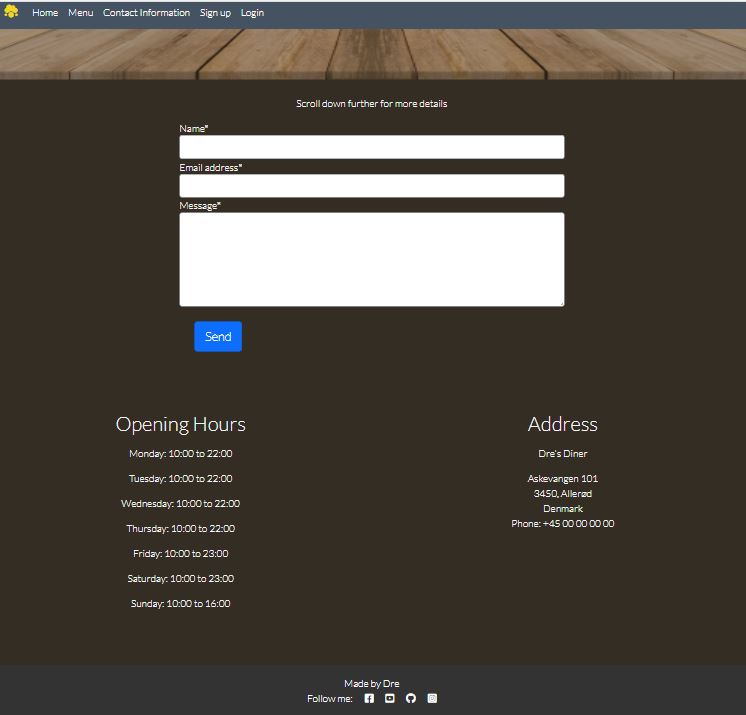 Home Menu Contact Information Sign up Login
Scroll down further for more details
Name*
Email address*
Message*
Send
Opening Hours
Monday: 10:00 to 22:00
Tuesday: 10:00 to 22:00
Wednesday: 10:00 to 22:00
Thursday: 10:00 to 22:00
Friday: 10:00 to 23:00
Saturday: 10:00 to 23:00
Sunday: 10:00 to 16:00
Address
Dre's Diner
Askevangen 101
3450, Allerød
Denmark
Phone: +45 00 00 00 00
Made by Dre
Follow me: